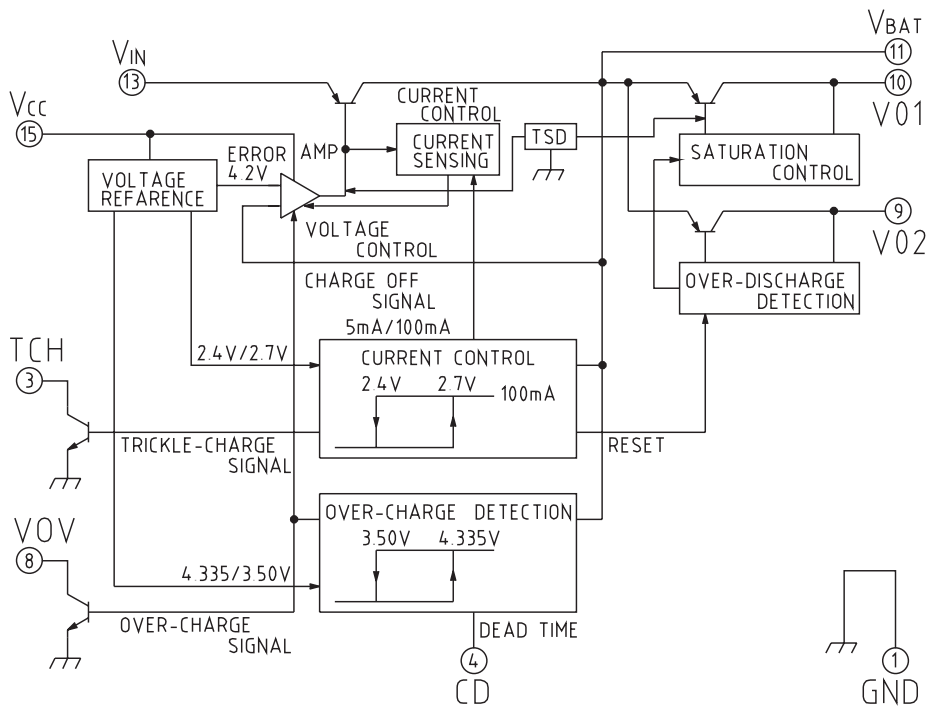 VBAT
11
VIN
13
10
VO1
CURRENT
CONTROL
VCC
15
AMP
CURRENT
SENSING
TSD
SATURATION
CONTROL
ERROR
4.2V
VOLTAGE
REFARENCE
9
VO2
VOLTAGE
CONTROL
OVER-DISCHARGE
DETECTION
CHARGE OFF
SIGNAL
5mA/100mA
TCH
3
2.4V/2.7V
CURRENT CONTROL
2.4V 2.7V
100mA
TRICKLE-CHARGE
SIGNAL
RESET
VOV
8
OVER-CHARGE DETECTION
3.50V 4.335V
4.335/3.50V
OVER-CHARGE
SIGNAL
DEAD TIME
4
CD
1
GND